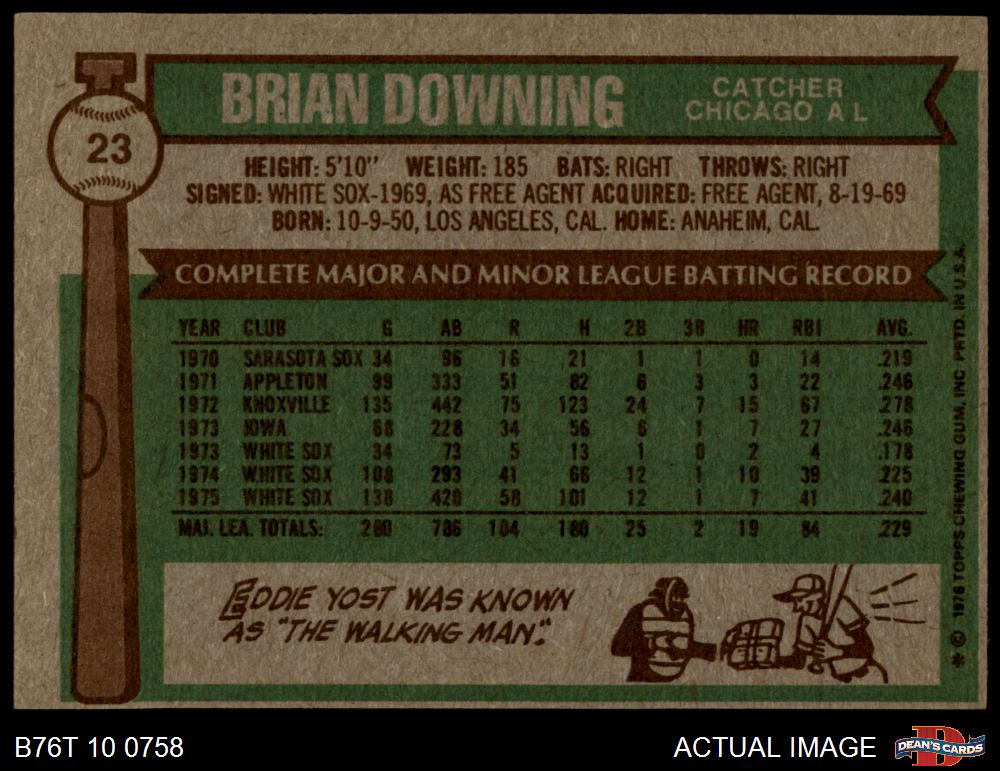 BRIAN DOWNING
CATCHER
CHICAGO A L
23
HEIGHT: 5'10" WEIGHT: 185 BATS: RIGHT THROWS: RIGHT
SIGNED: WHITE SOX-1969, AS FREE AGENT ACQUIRED: FREE AGENT, 8-19-69
BORN: 10-9-50, LOS ANGELES, CAL. HOME: ANAHEIM, CAL.
COMPLETE MAJOR AND MINOR LEAGUE BATTING RECORD
YEAR CLUB G AB R H 2B 3B HR RBI AVG.
1970 SARASOTA SOX 34 96 16 21 1 1 0 14 .219
1971 APPLETON 99 333 51 82 6 3 3 22 .246
1972 KNOXVILLE 135 442 75 123 24 7 15 67 .278
1973 IOWA 68 228 34 56 6 1 7 27 .246
1973 WHITE SOX 34 73 5 13 1 0 2 4 .178
1974 WHITE SOX 108 293 41 66 12 1 10 39 .225
1975 WHITE SOX 138 420 58 101 12 1 7 41 .240
MAJ. LEA. TOTALS: 280 786 104 180 25 2 19 84 .229
EDDIE YOST WAS KNOWN
AS "THE WALKING MAN".
* © 1976 TOPPS CHEWING GUM, INC. PRTD. IN U.S.A.
B76T 10 0758
ACTUAL IMAGE
D
DEAN'S CARDS